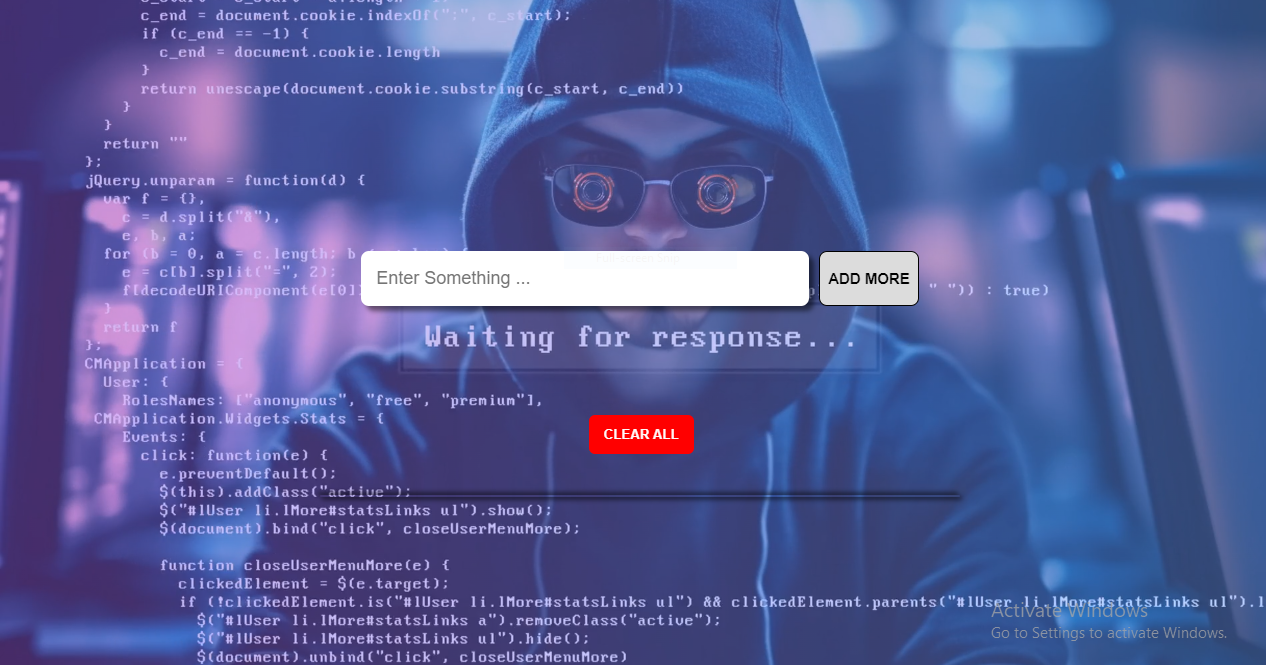 c_end = document.cookie.indexOf(";", c_start);
if (c_end == -1) {
c_end = document.cookie.length
}
return unescape(document.cookie.substring(c_start, c_end))
}
}
return ""
};
jQuery.unparam = function(d) {
var f = {},
c = d.split("&"),
e, b, a;
for (b = 0, a = c.length; b
e = c[b].split("=", 2);
f[decodeURIComponent(e[0]) " ")) : true)
}
return f
};
Enter Something ...
ADD MORE
Waiting for response...
CMApplication = {
User: {
RolesNames: ["anonymous", "free", "premium"],
CMApplication.Widgets.Stats = {
Events: {
CLEAR ALL
click: function(e) {
e.preventDefault();
$(this).addClass("active");
$("#lUser li.lMore#statsLinks ul").show();
$(document).bind("click", closeUserMenuMore);
function closeUserMenuMore(e) {
clickedElement = $(e.target);
if (!clickedElement.is("#lUser li.lMore#statsLinks ul") && clickedElement.parents("#lUser li.lMore#statsLinks ul").l
$("#lUser li.lMore#statsLinks a").removeClass("active");
$("#lUser li.lMore#statsLinks ul").hide();
$(document).unbind("click", closeUserMenuMore)
Activate Windows
Go to Settings to activate Windows.